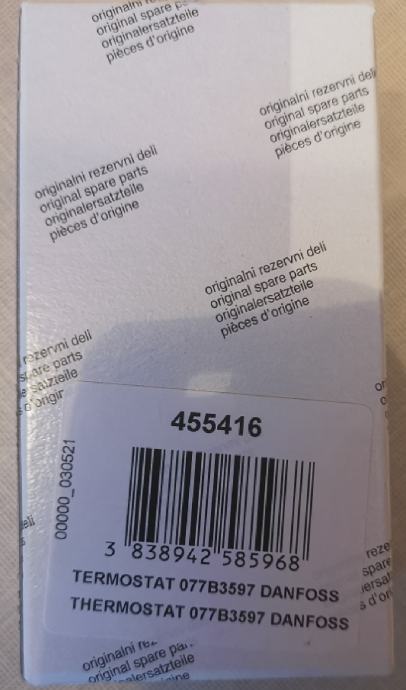 original spare
originalersatzteile
pièces d'origine
originalni rezervni deli
original spare parts
originalersatzteile
pièces d'origine
originalni rezervni deli
original spare parts
originalersatzteile
pièces d'origine
originalni rezervni deli
original spare parts
originalersatzteile
pièces d'origine
rezervni deli
parts
455416
00000_030521
3 838942 585968
TERMOSTAT 077B3597 DANFOSS
THERMOSTAT 077B3597 DANFOSS
originalni
original spare